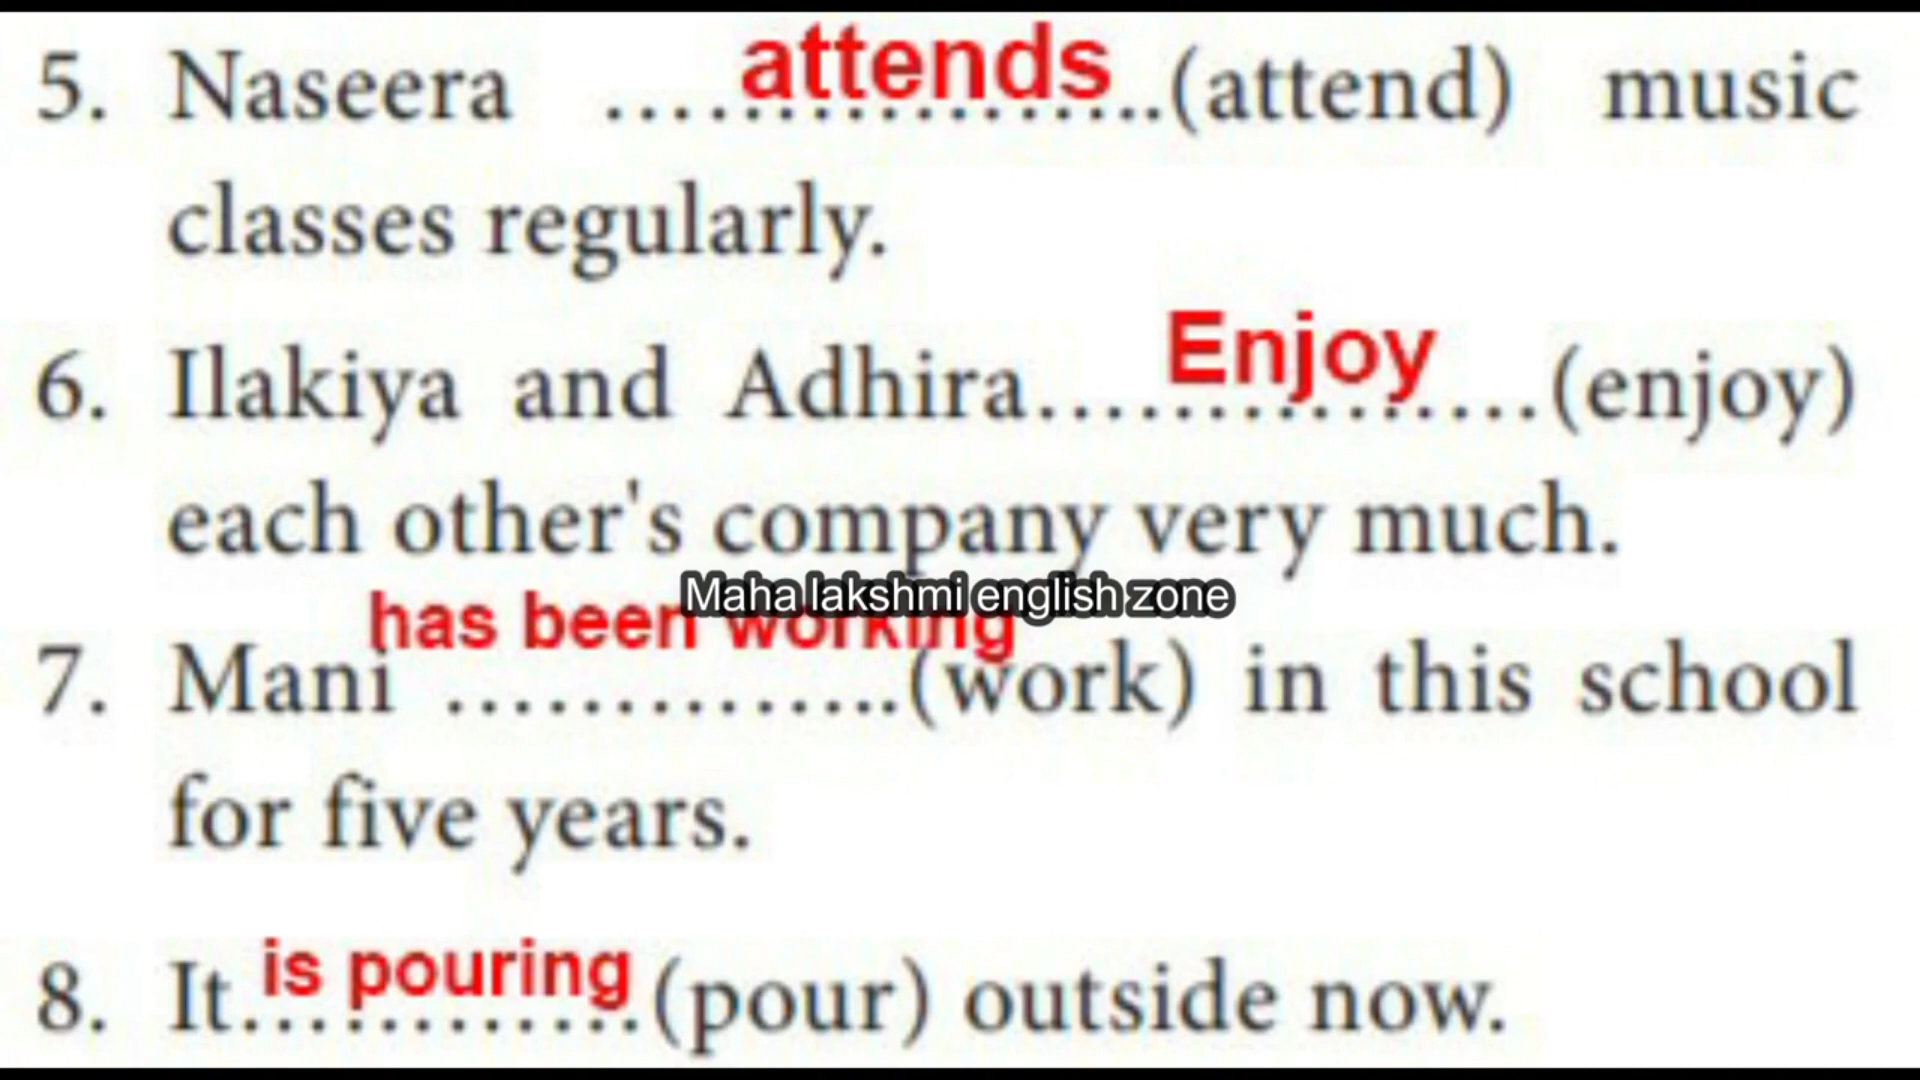 5. Naseera ....attends....(attend) music
classes regularly.
6. Ilakiya and Adhira....Enjoy....(enjoy)
each other's company very much.
Maha lakshmi english zone
has been working
7. Mani ...............(work) in this school
for five years.
8. It is pouring (pour) outside now.